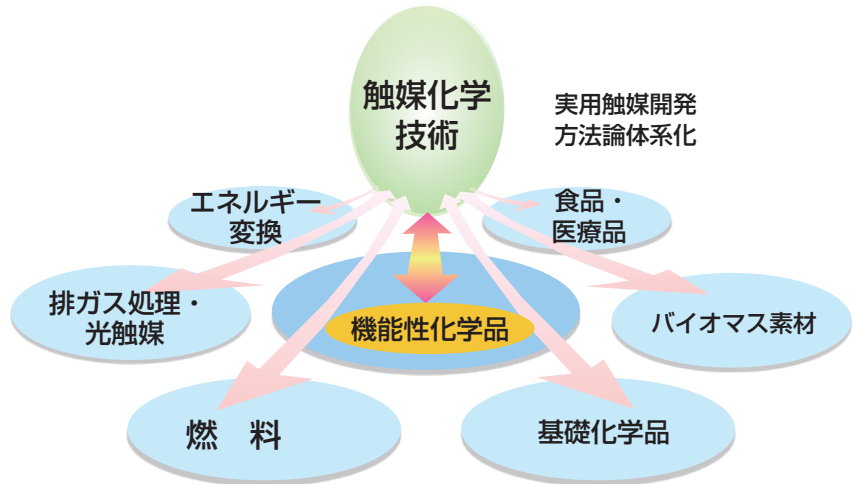 触媒化学
技術
実用触媒開発
方法論体系化
エネルギー
変換
食品・
医療品
排ガス処理・
光触媒
機能性化学品
バイオマス素材
燃　料
基礎化学品